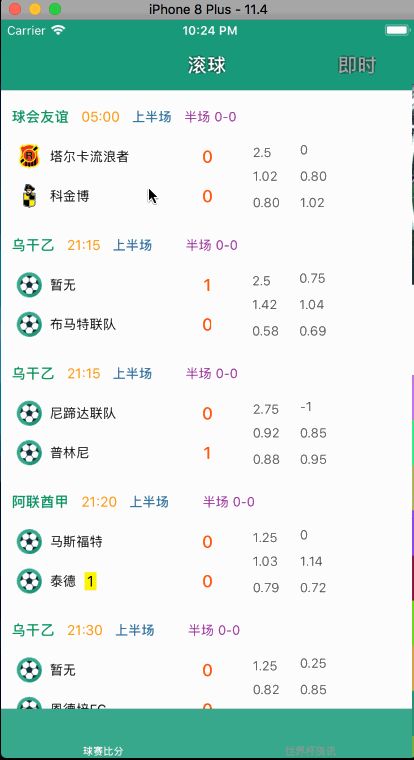 iPhone 8 Plus - 11.4
Carrier 10:24 PM
滚球 即时
球会友谊 05:00 上半场 半场 0-0
塔尔卡流浪者 0 2.5 0
1.02 0.80
科金博 0 0.80 1.02
乌干乙 21:15 上半场 半场 0-0
暂无 1 2.5 0.75
1.42 1.04
布马特联队 0 0.58 0.69
乌干乙 21:15 上半场 半场 0-0
尼蹄达联队 0 2.75 -1
0.92 0.85
普林尼 1 0.88 0.95
阿联酋甲 21:20 上半场 半场 0-0
马斯福特 0 1.25 0
1.03 1.14
泰德 1 0 0.79 0.72
乌干乙 21:30 上半场 半场 0-0
暂无 0 1.25 0.25
0.82 0.85
球赛比分